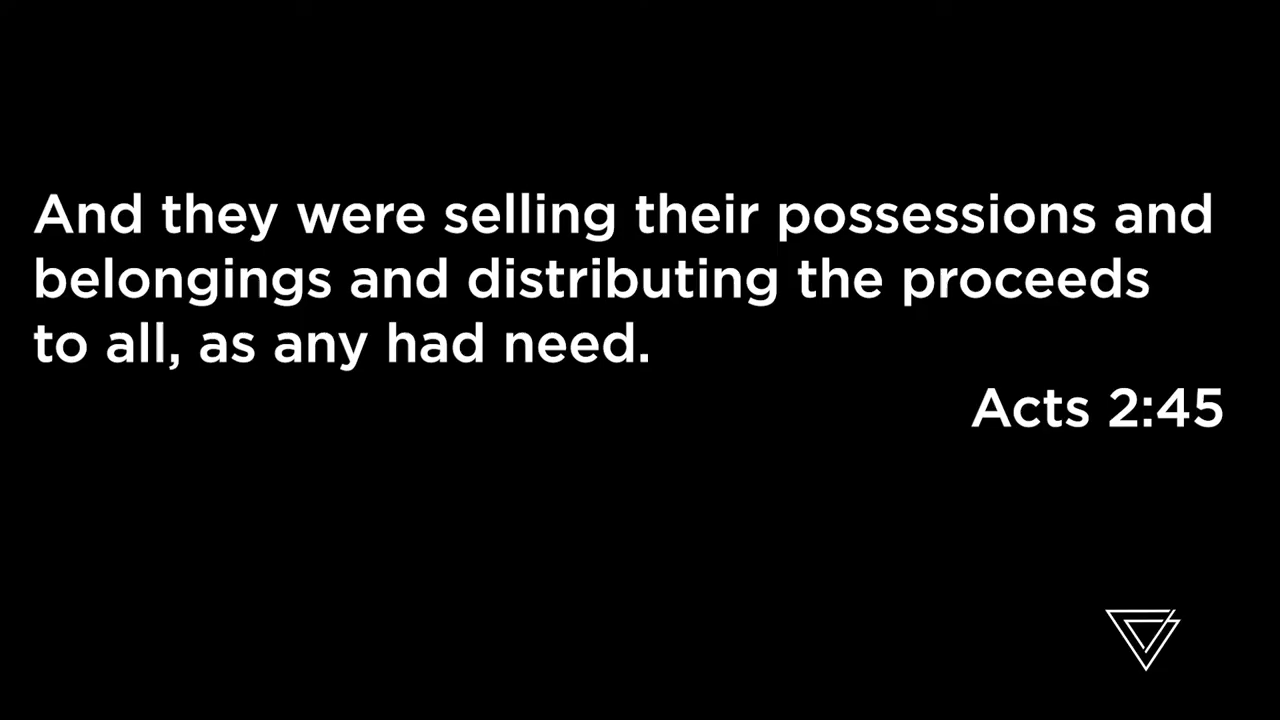 And they were selling their possessions and
belongings and distributing the proceeds
to all, as any had need.
Acts 2:45